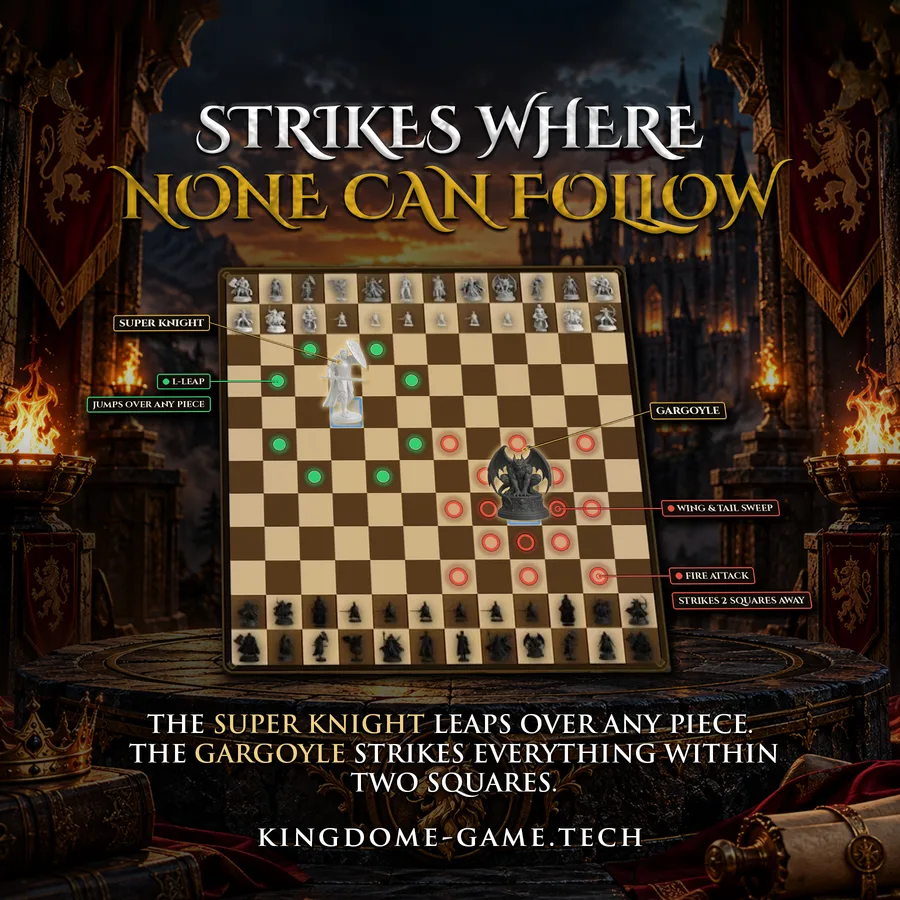 STRIKES WHERE
NONE CAN FOLLOW
SUPER KNIGHT
L-LEAP
JUMPS OVER ANY PIECE
GARGOYLE
WING & TAIL SWEEP
FIRE ATTACK
STRIKES 2 SQUARES AWAY
THE SUPER KNIGHT LEAPS OVER ANY PIECE.
THE GARGOYLE STRIKES EVERYTHING WITHIN
TWO SQUARES.
KINGDOME-GAME.TECH